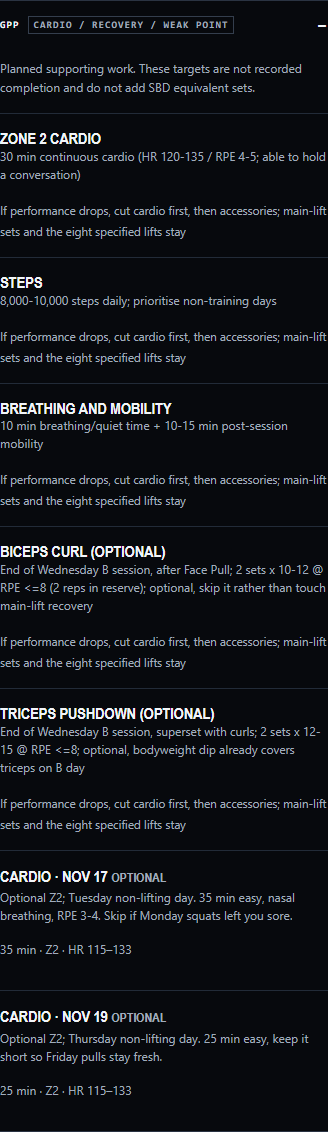 GPP CARDIO / RECOVERY / WEAK POINT –
Planned supporting work. These targets are not recorded
completion and do not add SBD equivalent sets.
ZONE 2 CARDIO
30 min continuous cardio (HR 120-135 / RPE 4-5; able to hold
a conversation)
If performance drops, cut cardio first, then accessories; main-lift
sets and the eight specified lifts stay
STEPS
8,000-10,000 steps daily; prioritise non-training days
If performance drops, cut cardio first, then accessories; main-lift
sets and the eight specified lifts stay
BREATHING AND MOBILITY
10 min breathing/quiet time + 10-15 min post-session
mobility
If performance drops, cut cardio first, then accessories; main-lift
sets and the eight specified lifts stay
BICEPS CURL (OPTIONAL)
End of Wednesday B session, after Face Pull; 2 sets x 10-12 @
RPE <=8 (2 reps in reserve); optional, skip it rather than touch
main-lift recovery
If performance drops, cut cardio first, then accessories; main-lift
sets and the eight specified lifts stay
TRICEPS PUSHDOWN (OPTIONAL)
End of Wednesday B session, superset with curls; 2 sets x 12-
15 @ RPE <=8; optional, bodyweight dip already covers
triceps on B day
If performance drops, cut cardio first, then accessories; main-lift
sets and the eight specified lifts stay
CARDIO · NOV 17 OPTIONAL
Optional Z2; Tuesday non-lifting day. 35 min easy, nasal
breathing, RPE 3-4. Skip if Monday squats left you sore.
35 min · Z2 · HR 115–133
CARDIO · NOV 19 OPTIONAL
Optional Z2; Thursday non-lifting day. 25 min easy, keep it
short so Friday pulls stay fresh.
25 min · Z2 · HR 115–133